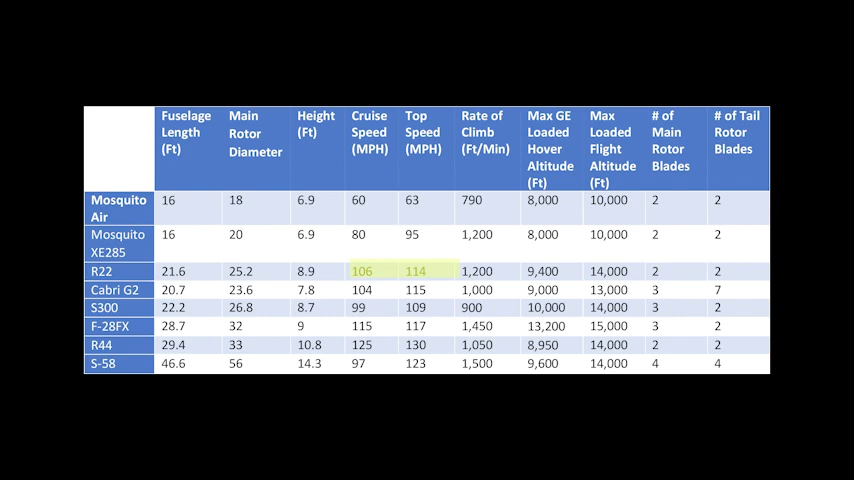 Fuselage Length (Ft) Main Rotor Diameter Height (Ft) Cruise Speed (MPH) Top Speed (MPH) Rate of Climb (Ft/Min) Max GE Loaded Hover Altitude (Ft) Max Loaded Flight Altitude (Ft) # of Main Rotor Blades # of Tail Rotor Blades
Mosquito Air 16 18 6.9 60 63 790 8,000 10,000 2 2
Mosquito XE285 16 20 6.9 80 95 1,200 8,000 10,000 2 2
R22 21.6 25.2 8.9 106 114 1,200 9,400 14,000 2 2
Cabri G2 20.7 23.6 7.8 104 115 1,000 9,000 13,000 3 7
S300 22.2 26.8 8.7 99 109 900 10,000 14,000 3 2
F-28FX 28.7 32 9 115 117 1,450 13,200 15,000 3 2
R44 29.4 33 10.8 125 130 1,050 8,950 14,000 2 2
S-58 46.6 56 14.3 97 123 1,500 9,600 14,000 4 4